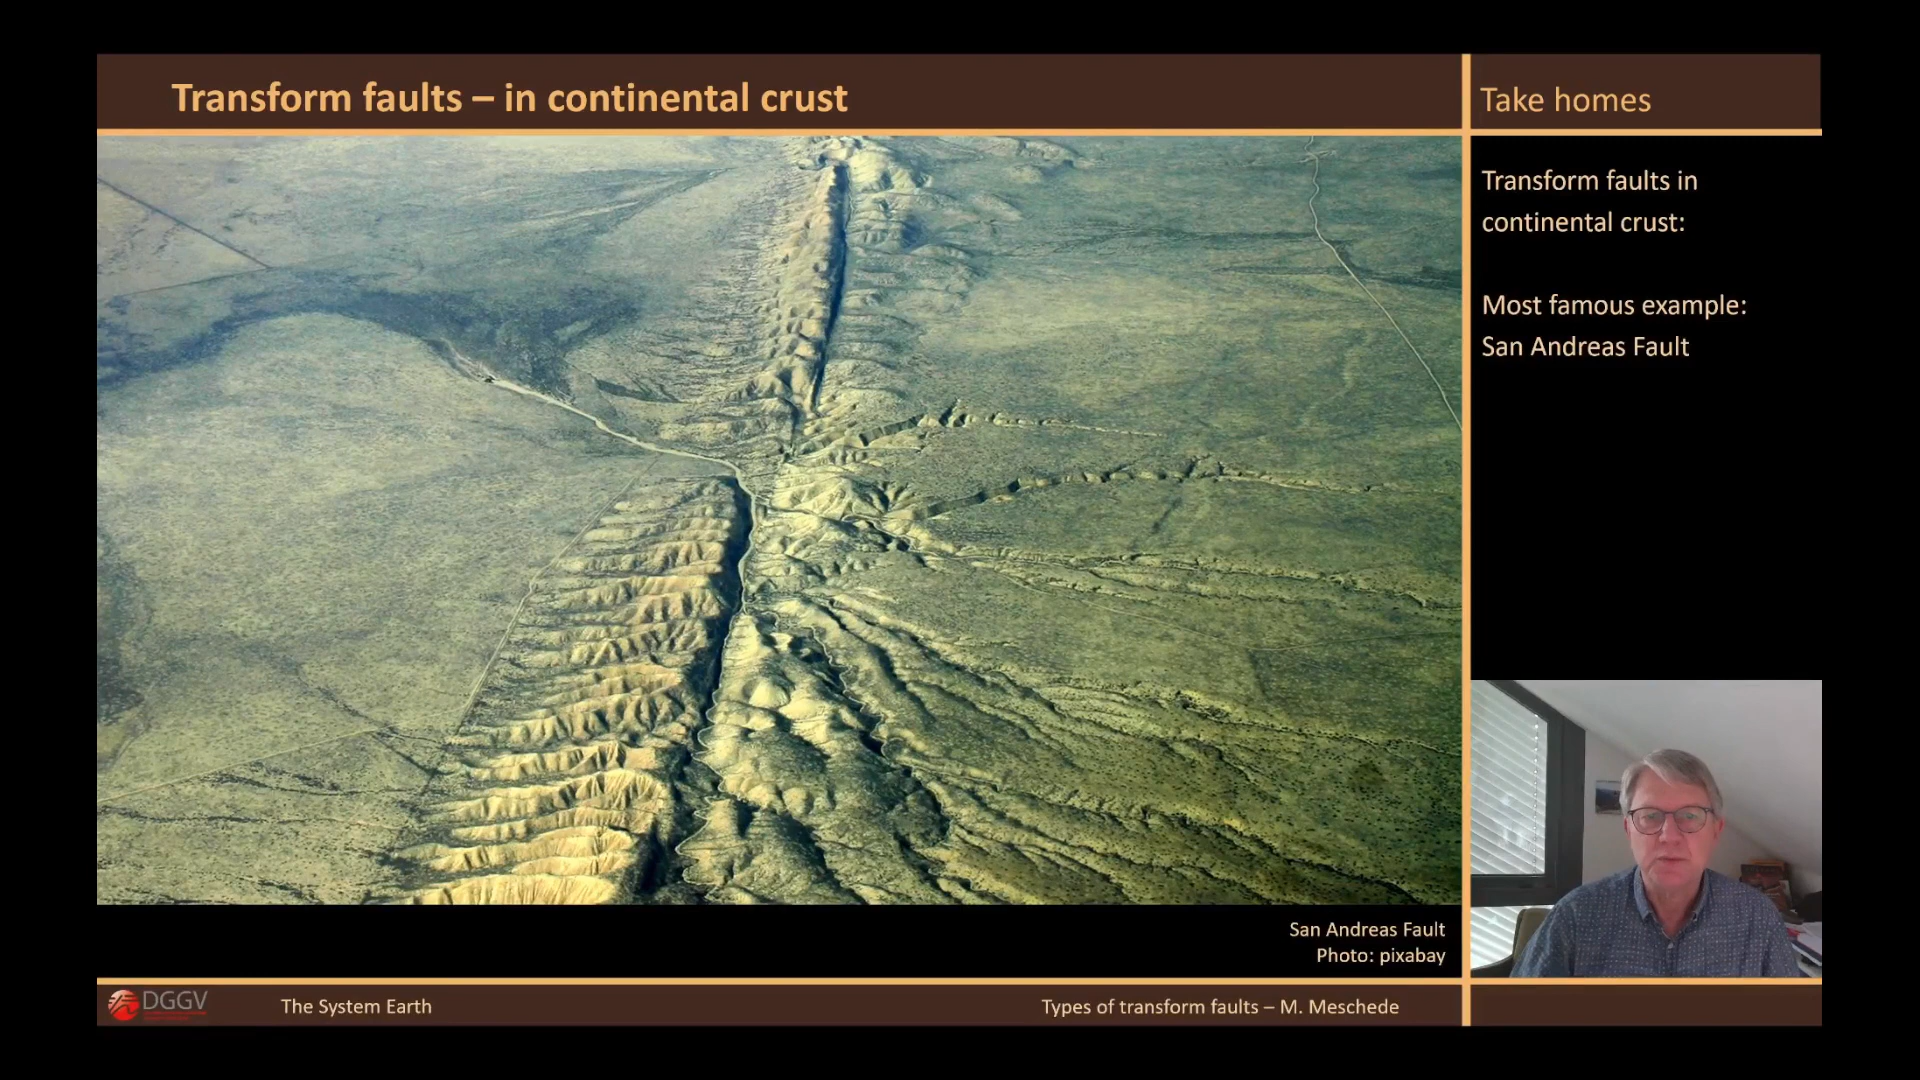 Transform faults – in continental crust
Take homes
Transform faults in
continental crust:
Most famous example:
San Andreas Fault
San Andreas Fault
Photo: pixabay
DGGV
The System Earth
Types of transform faults – M. Meschede